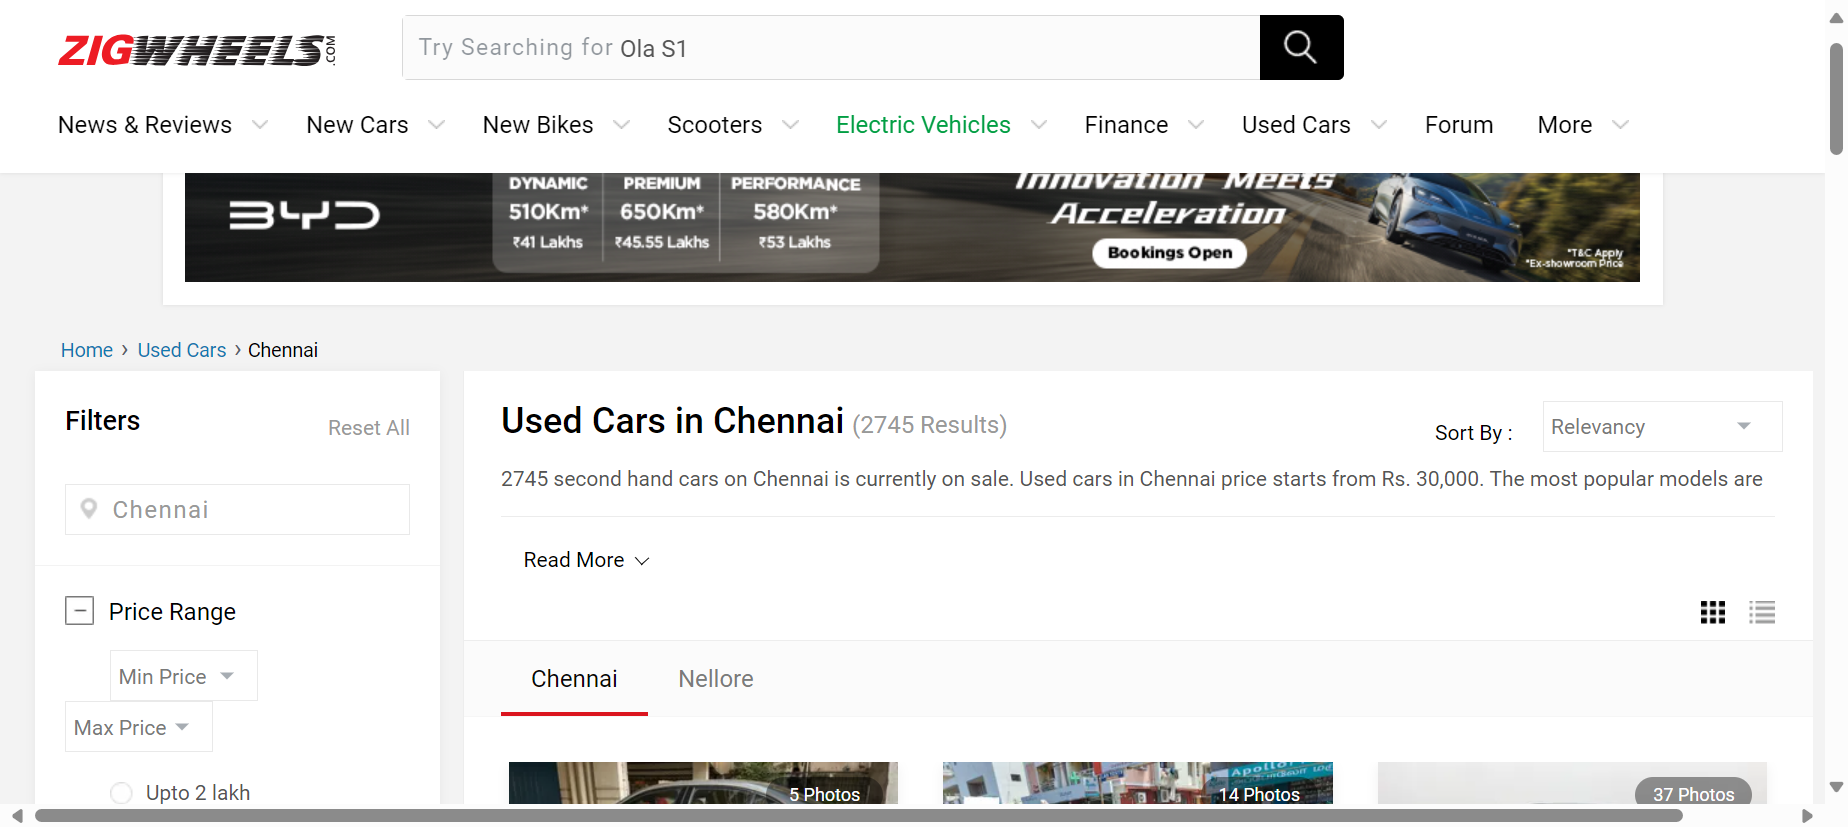 ZIGWHEELS.COM
Try Searching for Ola S1
News & Reviews New Cars New Bikes Scooters Electric Vehicles Finance Used Cars Forum More
BYD
DYNAMIC PREMIUM PERFORMANCE
510Km* 650Km* 580Km*
₹41 Lakhs ₹45.55 Lakhs ₹53 Lakhs
Innovation Meets
Acceleration
Bookings Open
*T&C Apply
*Ex-showroom Price
Home › Used Cars › Chennai
Filters
Reset All
Chennai
Price Range
Min Price
Max Price
Upto 2 lakh
Used Cars in Chennai (2745 Results)
Sort By : Relevancy
2745 second hand cars on Chennai is currently on sale. Used cars in Chennai price starts from Rs. 30,000. The most popular models are
Read More
Chennai Nellore
5 Photos
14 Photos
37 Photos